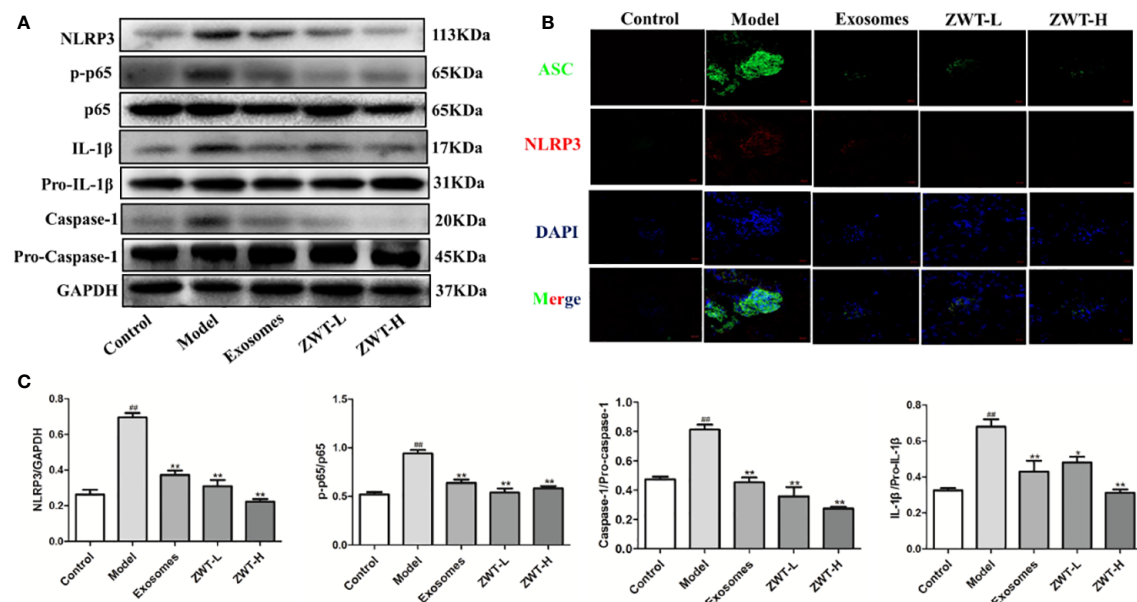 A
NLRP3 113KDa
p-p65 65KDa
p65 65KDa
IL-1β 17KDa
Pro-IL-1β 31KDa
Caspase-1 20KDa
Pro-Caspase-1 45KDa
GAPDH 37KDa
Control Model Exosomes ZWT-L ZWT-H
B
Control Model Exosomes ZWT-L ZWT-H
ASC
NLRP3
DAPI
Merge
C
NLRP3/GAPDH
0.8
0.6
0.4
0.2
0.0
## ** ** **
Control Model Exosomes ZWT-L ZWT-H
p-p65/p65
1.5
1.0
0.5
0.0
## ** ** **
Control Model Exosomes ZWT-L ZWT-H
Caspase-1/Pro-caspase-1
1.0
0.8
0.6
0.4
0.2
0.0
## ** ** **
Control Model Exosomes ZWT-L ZWT-H
IL-1β /Pro-IL-1β
0.8
0.6
0.4
0.2
0.0
## ** * **
Control Model Exosomes ZWT-L ZWT-H